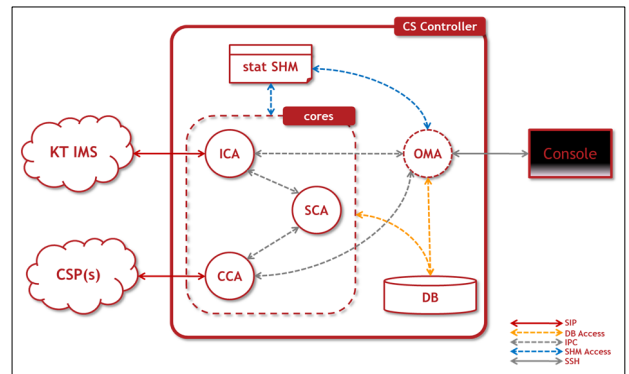 CS Controller
stat SHM
cores
KT IMS
ICA
OMA
Console
SCA
CSP(s)
CCA
DB
SIP
DB Access
IPC
SHM Access
SSH